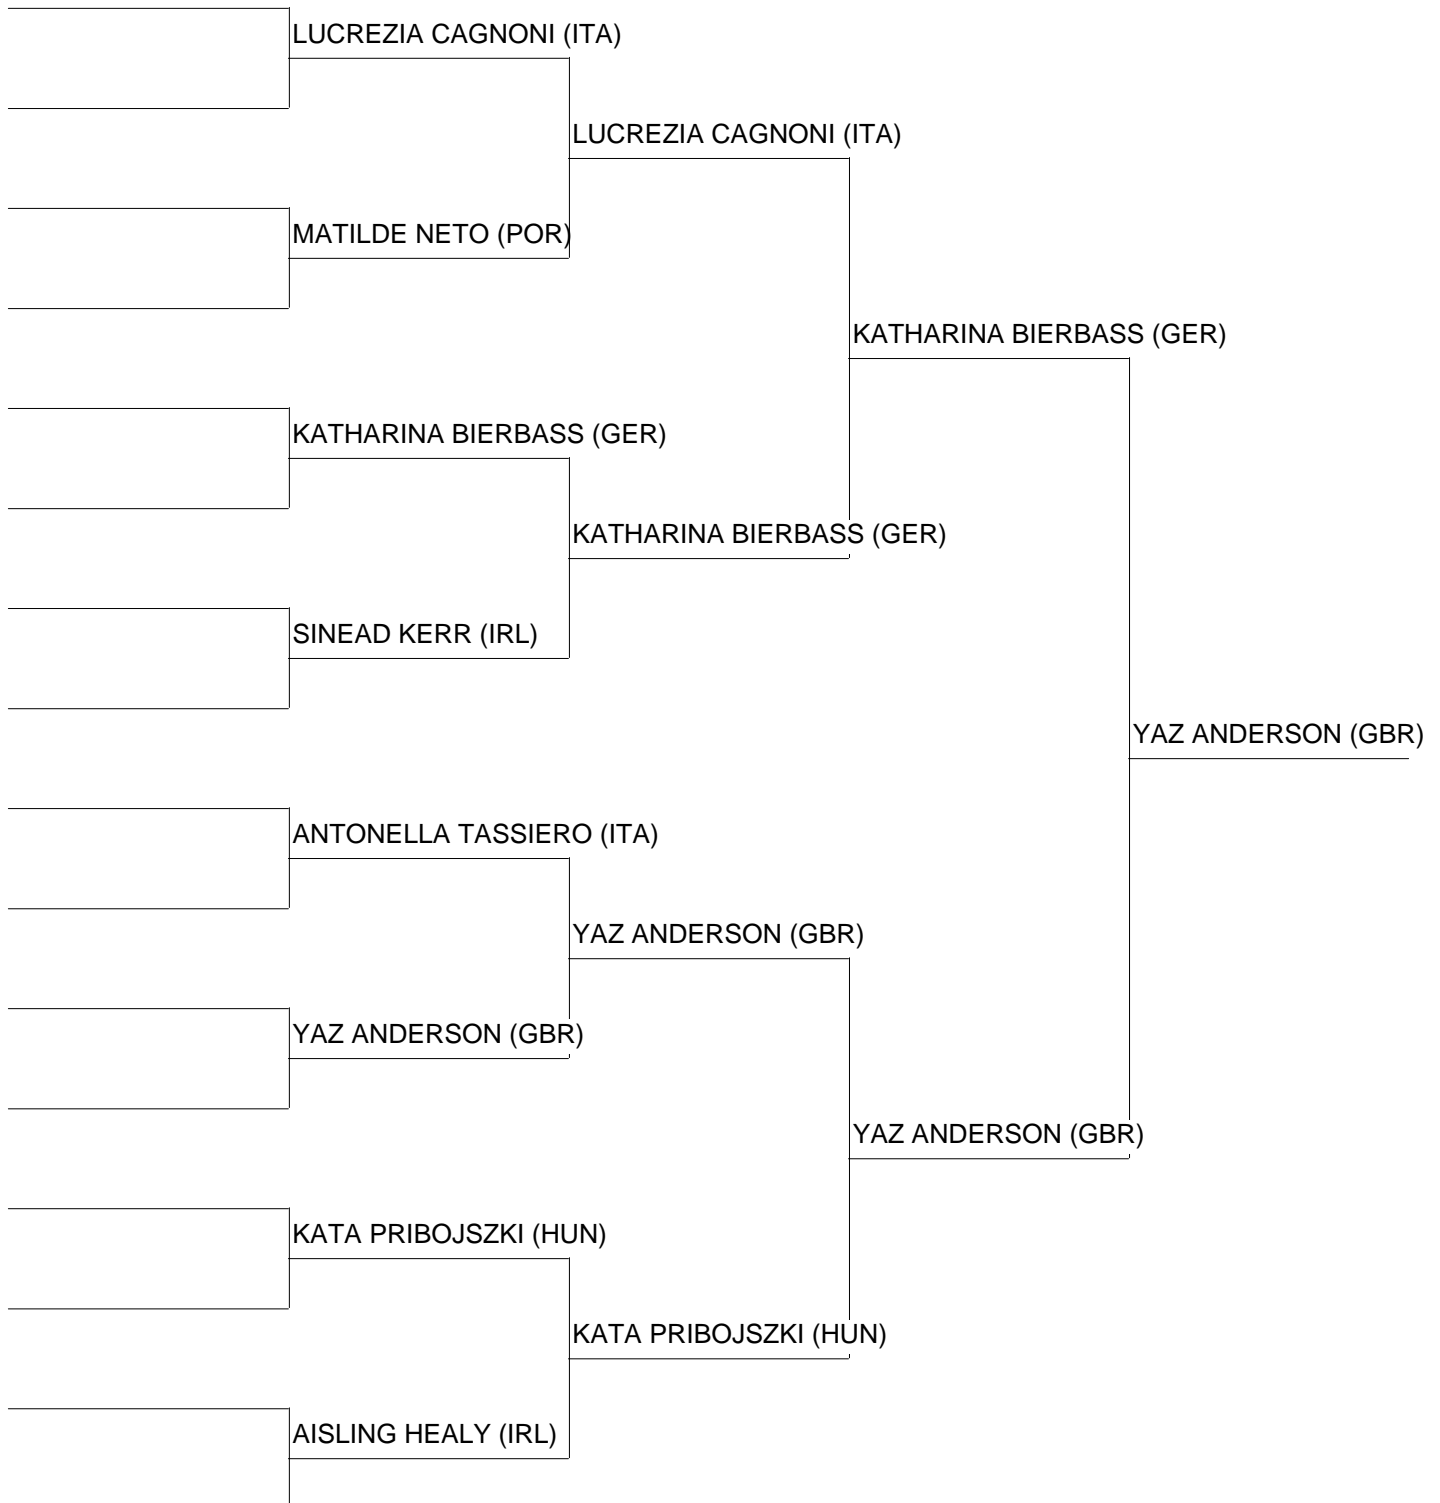 LUCREZIA CAGNONI (ITA)
LUCREZIA CAGNONI (ITA)
MATILDE NETO (POR)
KATHARINA BIERBASS (GER)
KATHARINA BIERBASS (GER)
KATHARINA BIERBASS (GER)
SINEAD KERR (IRL)
YAZ ANDERSON (GBR)
ANTONELLA TASSIERO (ITA)
YAZ ANDERSON (GBR)
YAZ ANDERSON (GBR)
YAZ ANDERSON (GBR)
KATA PRIBOJSZKI (HUN)
KATA PRIBOJSZKI (HUN)
AISLING HEALY (IRL)